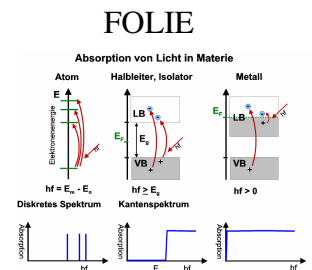 FOLIE
Absorption von Licht in Materie
Atom Halbleiter, Isolator Metall
E
Elektronenenergie
hf
LB
E_F
E_g
VB
hf
E_F
LB
VB
hf
hf = E_m - E_n hf ≥ E_g hf > 0
Diskretes Spektrum Kantenspektrum
Absorption
hf
Absorption
E_g hf
Absorption
hf